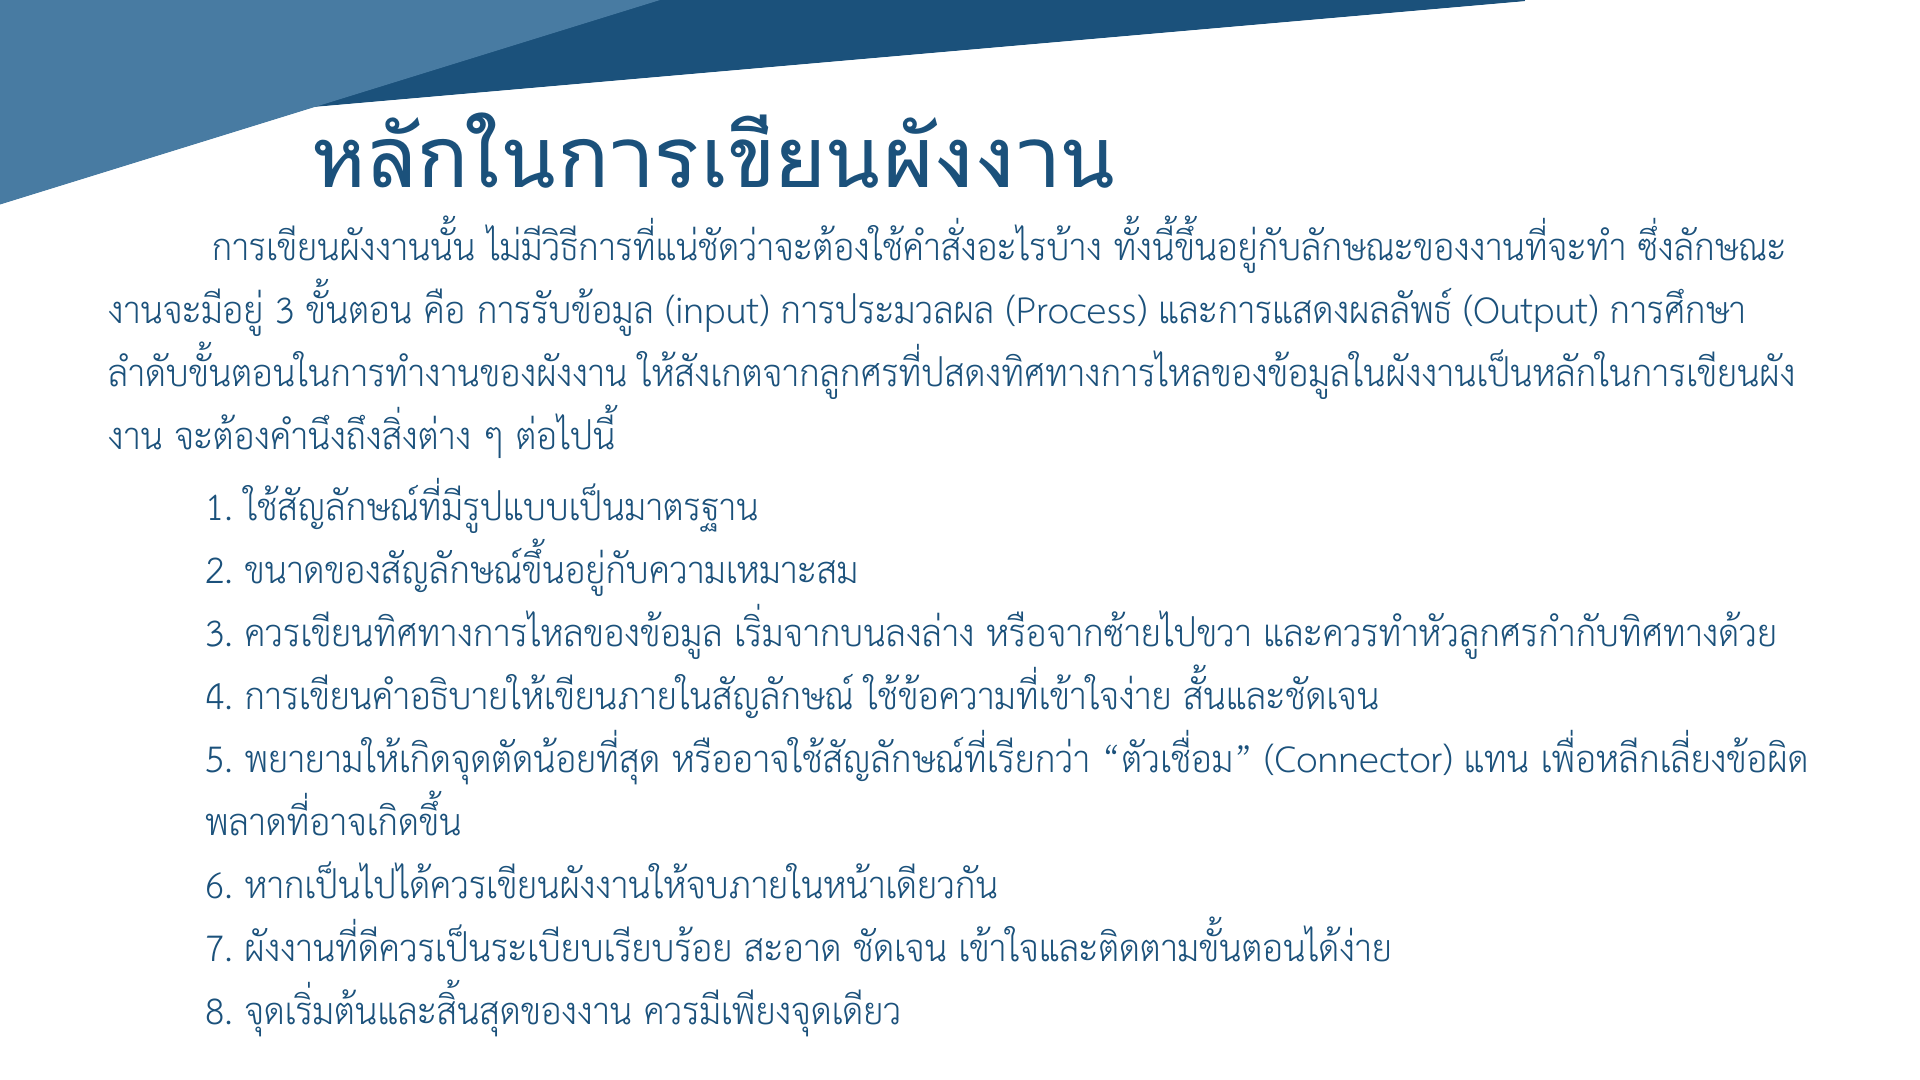 หลักในการเขียนผังงาน
การเขียนผังงานนั้น ไม่มีวิธีการที่แน่ชัดว่าจะต้องใช้คำสั่งอะไรบ้าง ทั้งนี้ขึ้นอยู่กับลักษณะของงานที่จะทำ ซึ่งลักษณะ
งานจะมีอยู่ 3 ขั้นตอน คือ การรับข้อมูล (input) การประมวลผล (Process) และการแสดงผลลัพธ์ (Output) การศึกษา
ลำดับขั้นตอนในการทำงานของผังงาน ให้สังเกตจากลูกศรที่ปสดงทิศทางการไหลของข้อมูลในผังงานเป็นหลักในการเขียนผัง
งาน จะต้องคำนึงถึงสิ่งต่าง ๆ ต่อไปนี้
1. ใช้สัญลักษณ์ที่มีรูปแบบเป็นมาตรฐาน
2. ขนาดของสัญลักษณ์ขึ้นอยู่กับความเหมาะสม
3. ควรเขียนทิศทางการไหลของข้อมูล เริ่มจากบนลงล่าง หรือจากซ้ายไปขวา และควรทำหัวลูกศรกำกับทิศทางด้วย
4. การเขียนคำอธิบายให้เขียนภายในสัญลักษณ์ ใช้ข้อความที่เข้าใจง่าย สั้นและชัดเจน
5. พยายามให้เกิดจุดตัดน้อยที่สุด หรืออาจใช้สัญลักษณ์ที่เรียกว่า “ตัวเชื่อม” (Connector) แทน เพื่อหลีกเลี่ยงข้อผิด
พลาดที่อาจเกิดขึ้น
6. หากเป็นไปได้ควรเขียนผังงานให้จบภายในหน้าเดียวกัน
7. ผังงานที่ดีควรเป็นระเบียบเรียบร้อย สะอาด ชัดเจน เข้าใจและติดตามขั้นตอนได้ง่าย
8. จุดเริ่มต้นและสิ้นสุดของงาน ควรมีเพียงจุดเดียว